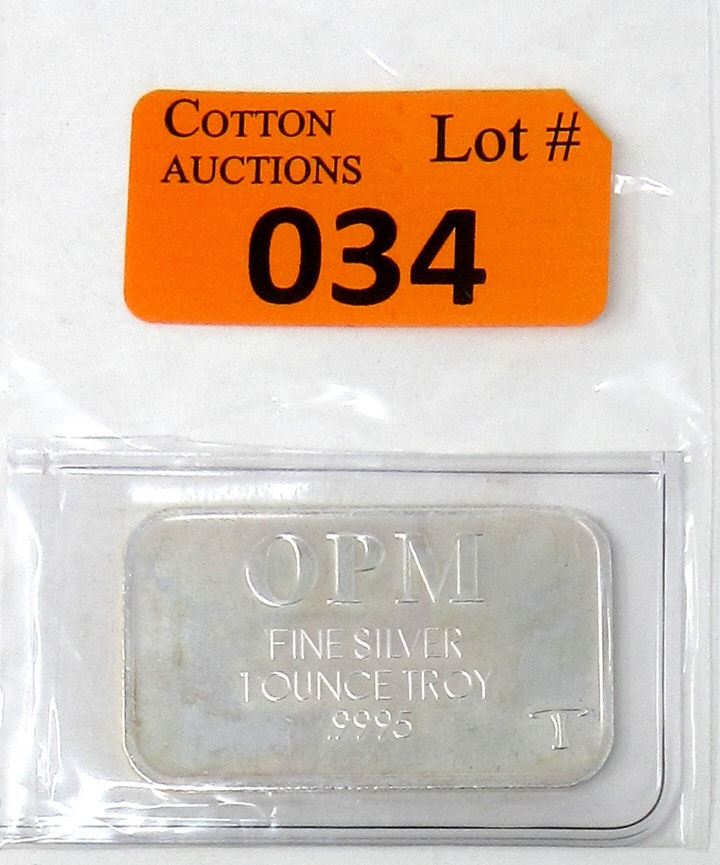 COTTON
AUCTIONS
Lot #
034
OPM
FINE SILVER
1 OUNCE TROY
.9995
T